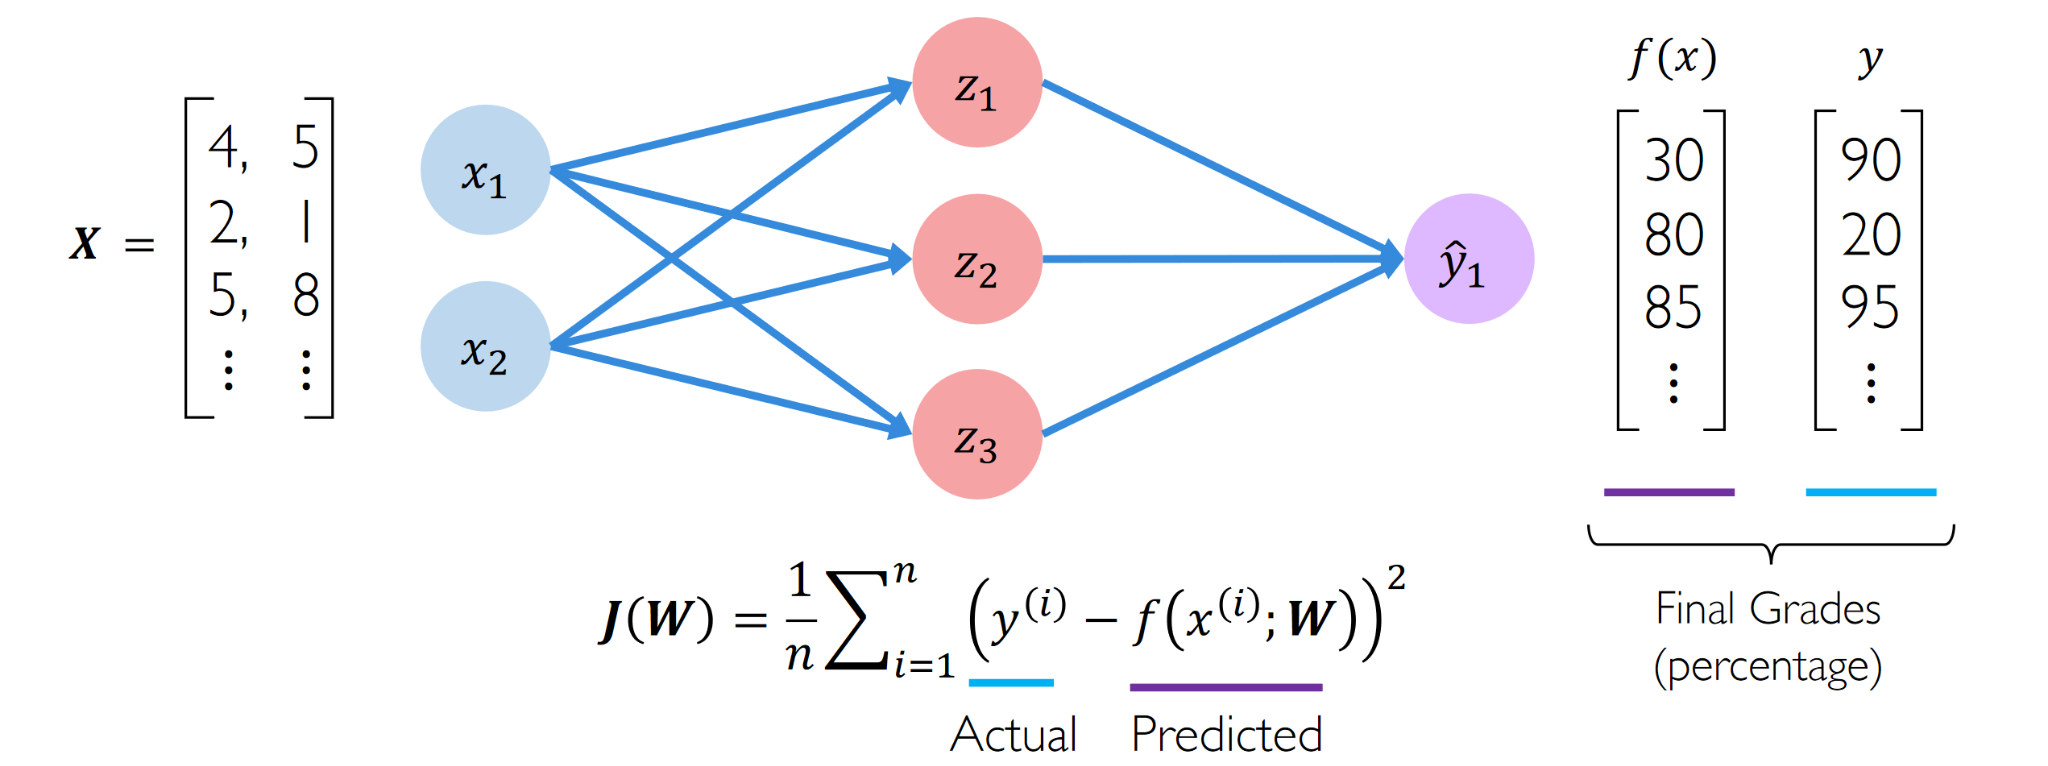 X = [4, 5
2, 1
5, 8
⋮ ⋮]
x₁
x₂
z₁
z₂
z₃
ŷ₁
f(x) y
30 90
80 20
85 95
⋮ ⋮
Final Grades
(percentage)
J(W) = 1/n ∑ᵢ₌₁ⁿ (y⁽ⁱ⁾ − f(x⁽ⁱ⁾; W))²
Actual Predicted